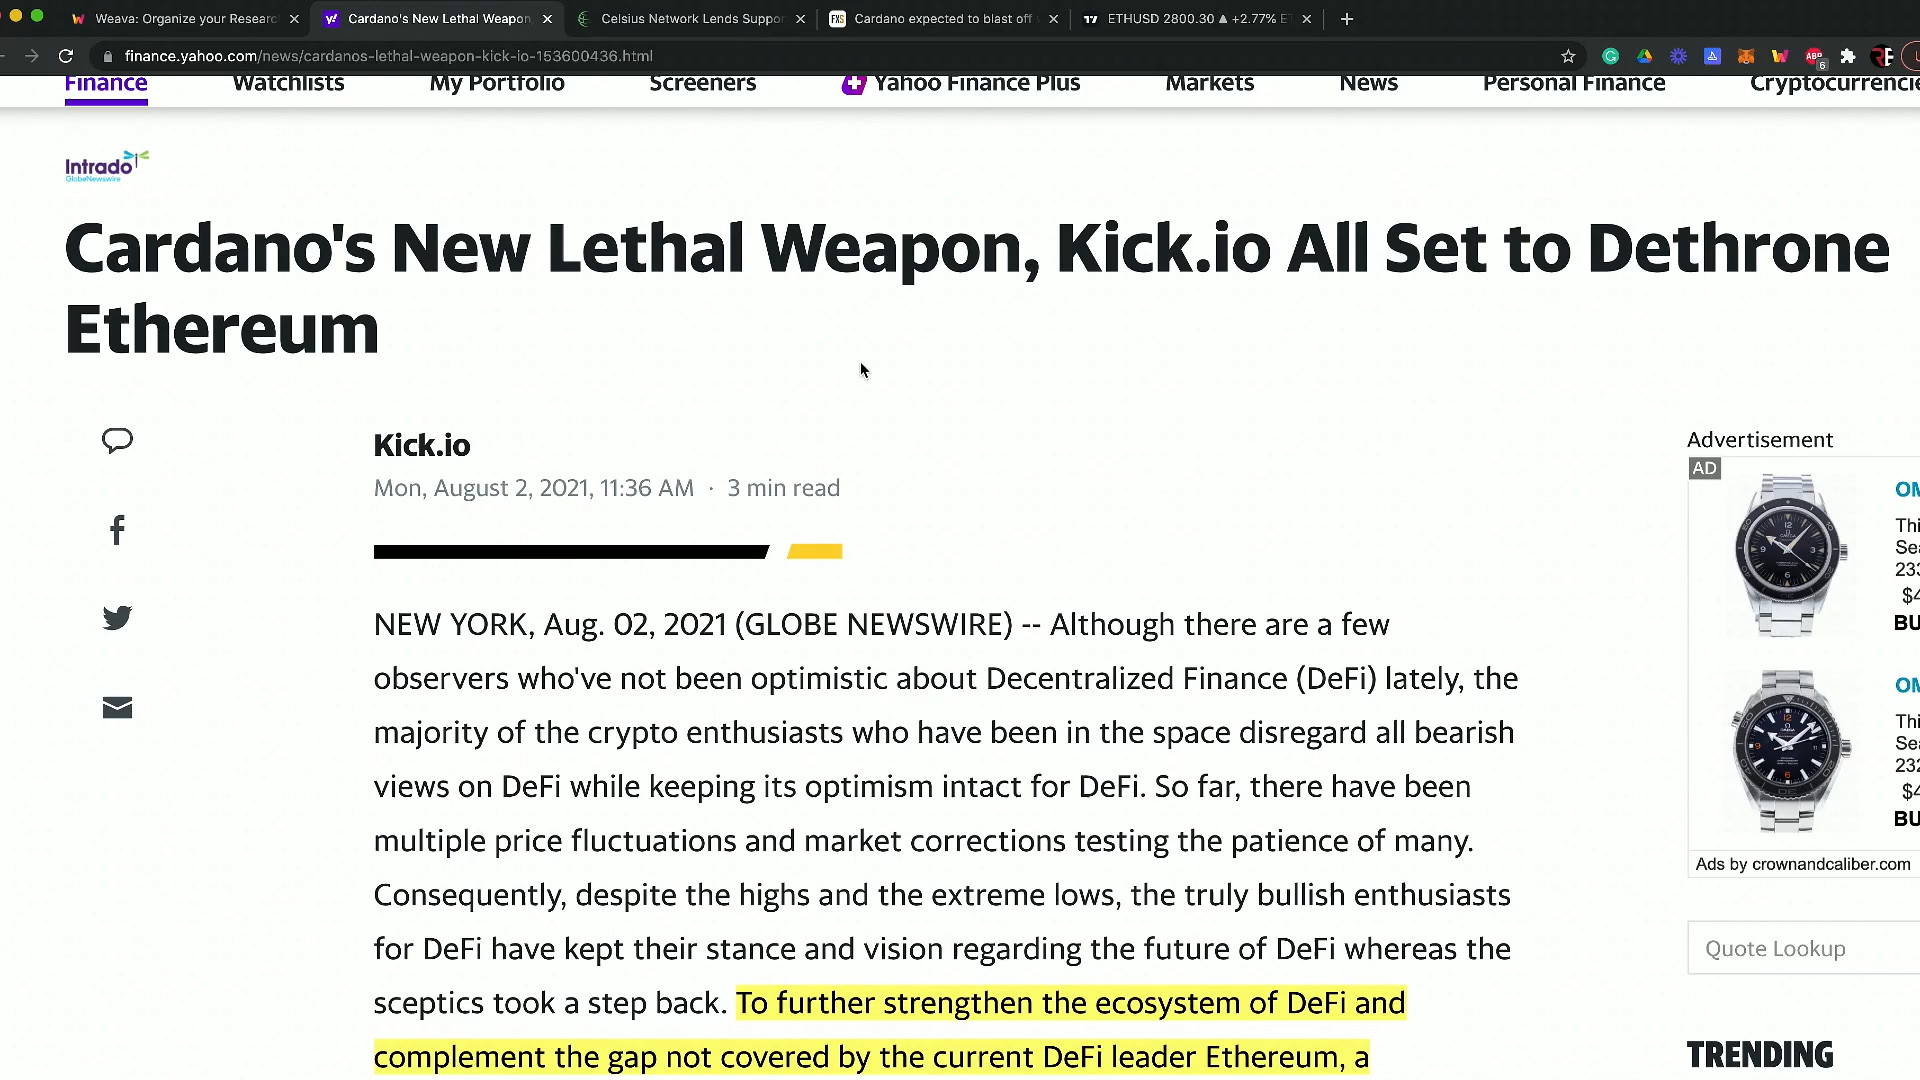 Weava: Organize your Researc
Cardano's New Lethal Weapon,
Celsius Network Lends Suppor
FXS Cardano expected to blast off
ETHUSD 2800.30 ▲ +2.77%
finance.yahoo.com/news/cardanos-lethal-weapon-kick-io-153600436.html
ABP
6
Finance Watchlists My Portfolio Screeners Yahoo Finance Plus Markets News Personal Finance Cryptocurrencie
Intrado
GlobeNewswire
Cardano's New Lethal Weapon, Kick.io All Set to Dethrone
Ethereum
Kick.io
Mon, August 2, 2021, 11:36 AM · 3 min read
NEW YORK, Aug. 02, 2021 (GLOBE NEWSWIRE) -- Although there are a few
observers who've not been optimistic about Decentralized Finance (DeFi) lately, the
majority of the crypto enthusiasts who have been in the space disregard all bearish
views on DeFi while keeping its optimism intact for DeFi. So far, there have been
multiple price fluctuations and market corrections testing the patience of many.
Consequently, despite the highs and the extreme lows, the truly bullish enthusiasts
for DeFi have kept their stance and vision regarding the future of DeFi whereas the
sceptics took a step back. To further strengthen the ecosystem of DeFi and
complement the gap not covered by the current DeFi leader Ethereum, a
Advertisement
AD
OM
Thi
Sea
233
$4
BU
OM
Thi
Sea
232
$4
BU
Ads by crownandcaliber.com
Quote Lookup
TRENDING